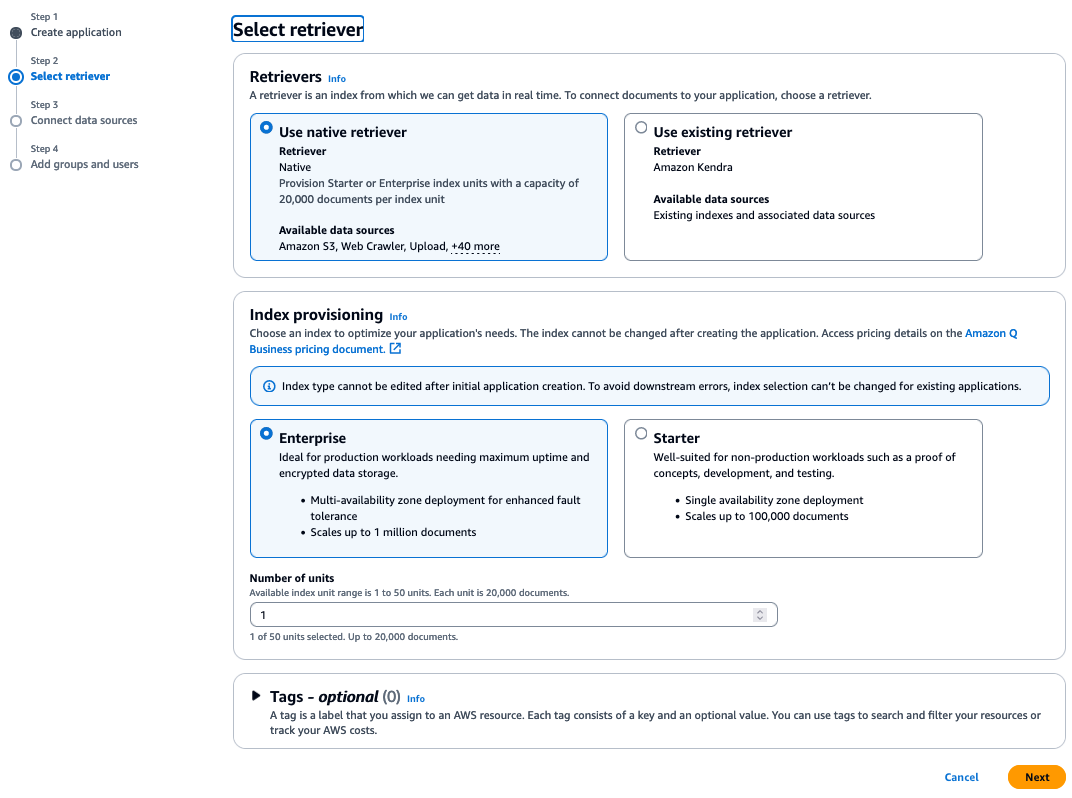 Step 1
Create application
Step 2
Select retriever
Step 3
Connect data sources
Step 4
Add groups and users
Select retriever
Retrievers Info
A retriever is an index from which we can get data in real time. To connect documents to your application, choose a retriever.
Use native retriever
Retriever
Native
Provision Starter or Enterprise index units with a capacity of
20,000 documents per index unit
Available data sources
Amazon S3, Web Crawler, Upload, +40 more
Use existing retriever
Retriever
Amazon Kendra
Available data sources
Existing indexes and associated data sources
Index provisioning Info
Choose an index to optimize your application's needs. The index cannot be changed after creating the application. Access pricing details on the Amazon Q
Business pricing document.
Index type cannot be edited after initial application creation. To avoid downstream errors, index selection can't be changed for existing applications.
Enterprise
Ideal for production workloads needing maximum uptime and
encrypted data storage.
• Multi-availability zone deployment for enhanced fault
tolerance
• Scales up to 1 million documents
Starter
Well-suited for non-production workloads such as a proof of
concepts, development, and testing.
• Single availability zone deployment
• Scales up to 100,000 documents
Number of units
Available index unit range is 1 to 50 units. Each unit is 20,000 documents.
1
1 of 50 units selected. Up to 20,000 documents.
Tags - optional (0) Info
A tag is a label that you assign to an AWS resource. Each tag consists of a key and an optional value. You can use tags to search and filter your resources or
track your AWS costs.
Cancel
Next